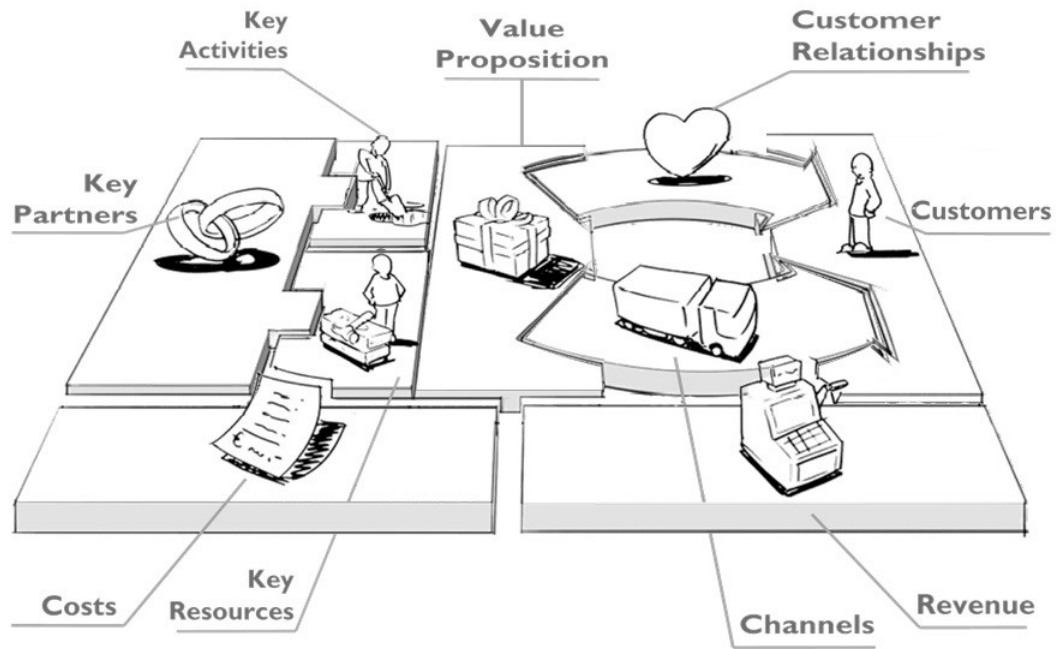 Key
Activities
Value
Proposition
Customer
Relationships
Key
Partners
Customers
Costs
Key
Resources
Channels
Revenue